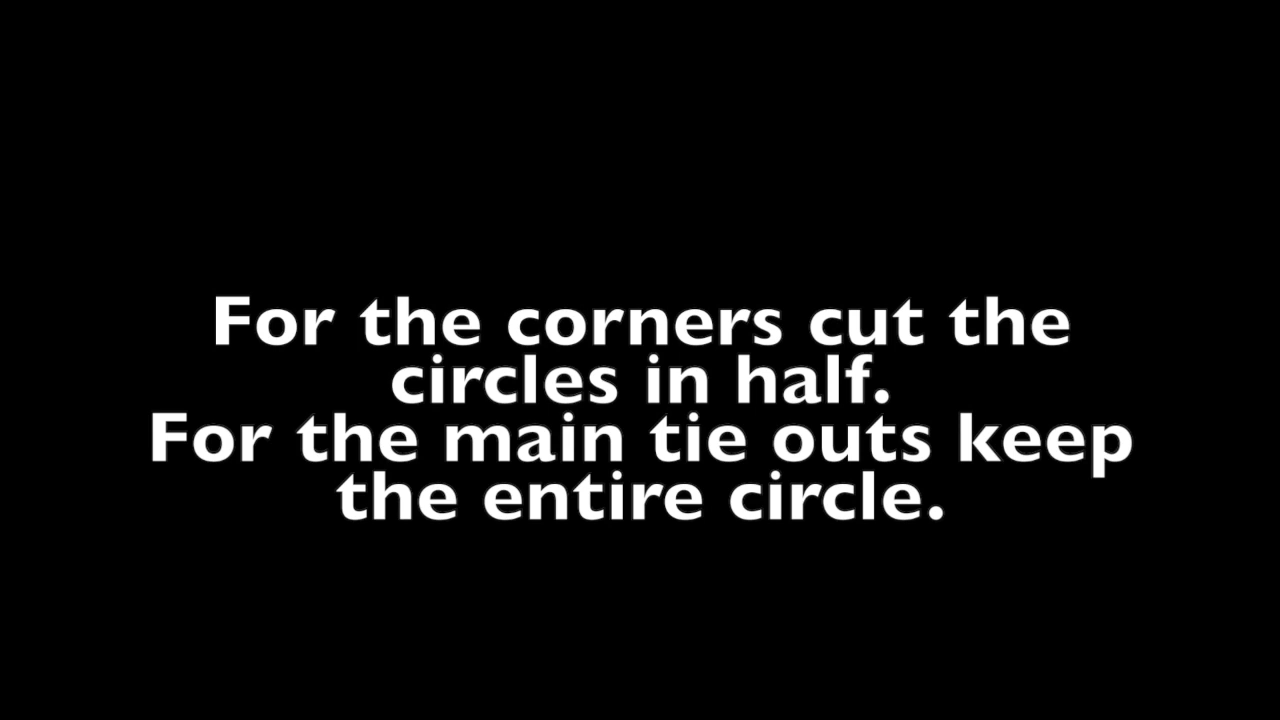 For the corners cut the
circles in half.
For the main tie outs keep
the entire circle.